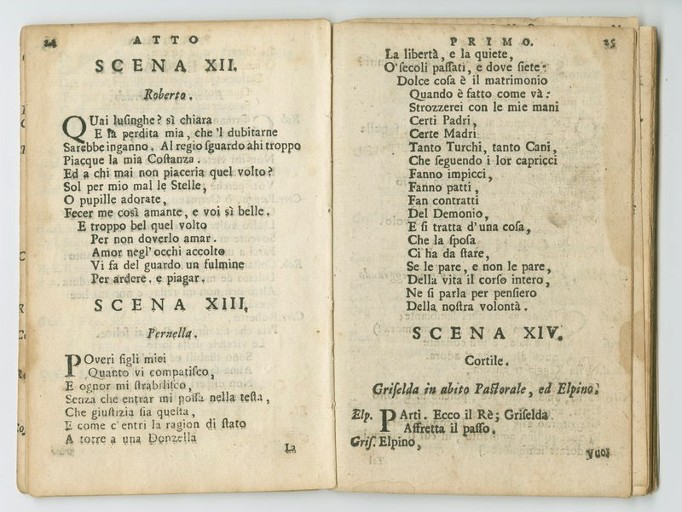 24 ATTO
SCENA XII.
Roberto.
QUai lusinghe? sì chiara
E la perdita mia, che 'l dubitarne
Sarebbe inganno. Al regio sguardo ahi troppo
Piacque la mia Costanza.
Ed a chi mai non piaceria quel volto?
Sol per mio mal le Stelle,
O pupille adorate,
Fecer me così amante, e voi sì belle.
E troppo bel quel volto
Per non doverlo amar.
Amor negl'occhi accolto
Vi fa del guardo un fulmine
Per ardere, e piagar.
SCENA XIII.
Pernella.
POveri figli miei
Quanto vi compatisco,
E ognor mi strabilisco,
Senza che entrar mi possa nella testa,
Che giustizia sia questa,
E come c'entri la ragion di stato
A torre a una Donzella
La
PRIMO. 25
La libertà, e la quiete,
O' secoli passati, e dove siete?
Dolce cosa è il matrimonio
Quando è fatto come và:
Strozzerei con le mie mani
Certi Padri,
Certe Madri
Tanto Turchi, tanto Cani,
Che seguendo i lor capricci
Fanno impicci,
Fanno patti,
Fan contratti
Del Demonio,
E si tratta d'una cosa,
Che la sposa
Ci ha da stare,
Se le pare, e non le pare,
Della vita il corso intero,
Ne si parla per pensiero
Della nostra volontà.
SCENA XIV.
Cortile.
Griselda in abito Pastorale, ed Elpino.
Elp. PArti. Ecco il Rè; Griselda
Affretta il passo.
Gris. Elpino,
Vuoi